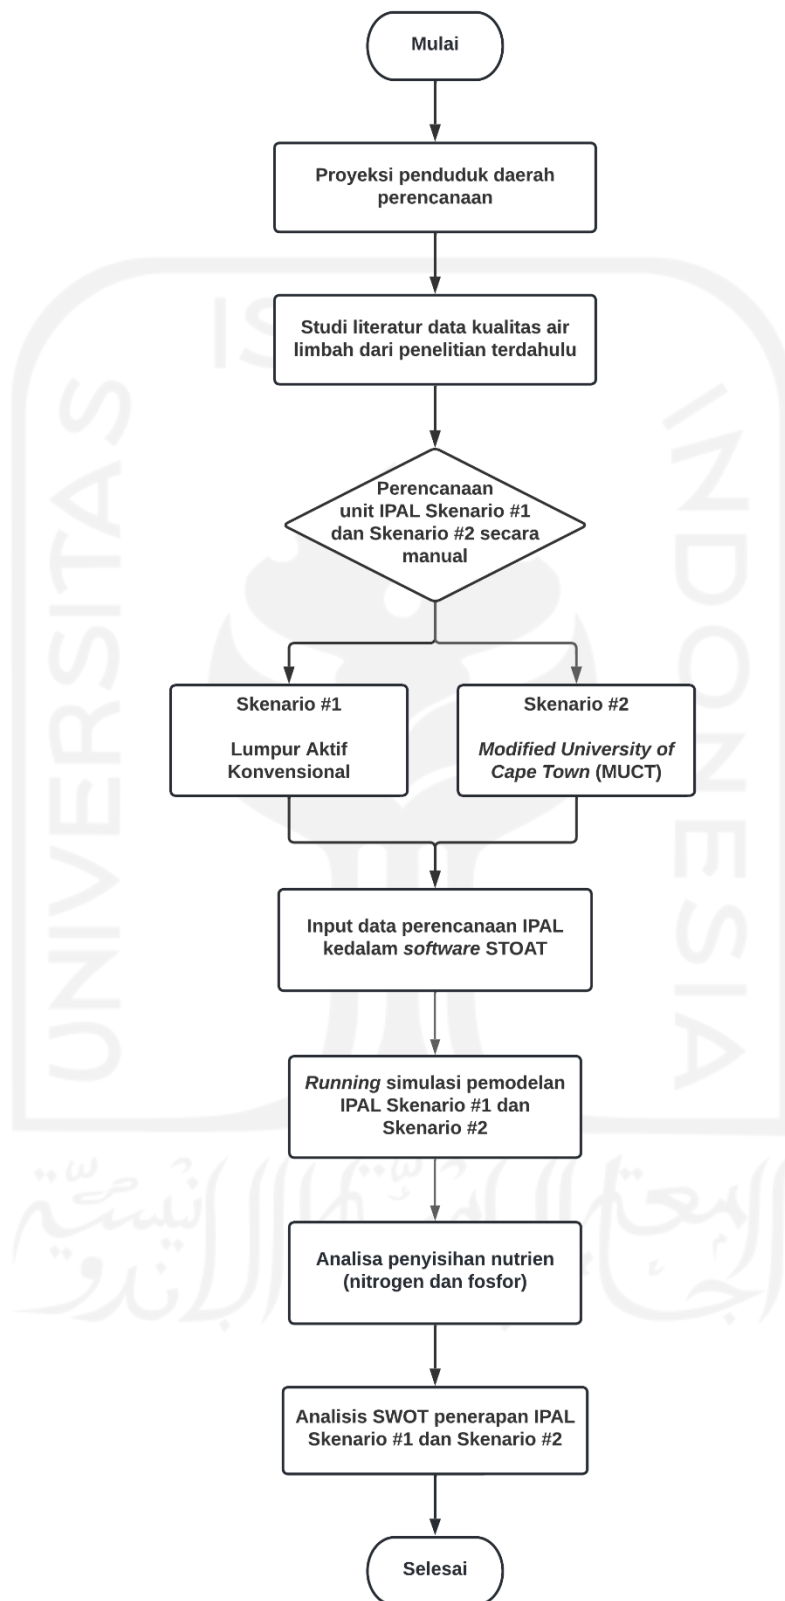 Mulai
Proyeksi penduduk daerah
perencanaan
Studi literatur data kualitas air
limbah dari penelitian terdahulu
Perencanaan
unit IPAL Skenario #1
dan Skenario #2 secara
manual
Skenario #1
Lumpur Aktif
Konvensional
Skenario #2
Modified University of
Cape Town (MUCT)
Input data perencanaan IPAL
kedalam software STOAT
Running simulasi pemodelan
IPAL Skenario #1 dan
Skenario #2
Analisa penyisihan nutrien
(nitrogen dan fosfor)
Analisis SWOT penerapan IPAL
Skenario #1 dan Skenario #2
Selesai
UNIVERSITAS
INDONESIA